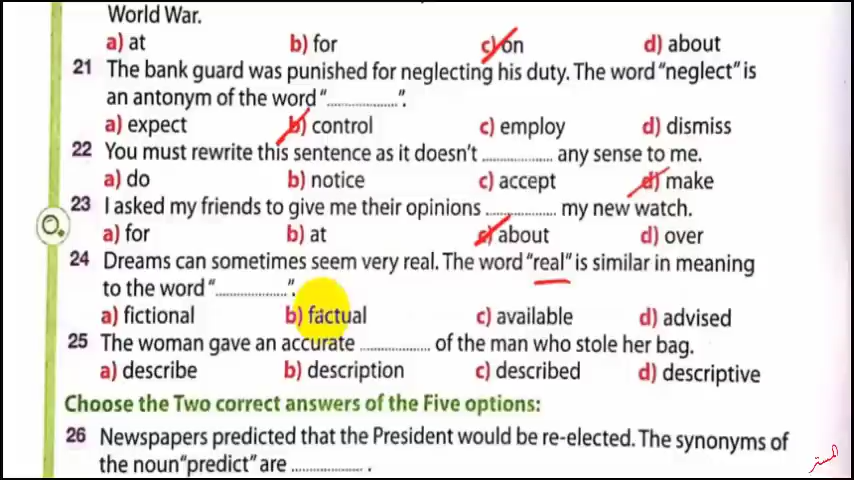 World War.
a) at b) for c) on d) about
21 The bank guard was punished for neglecting his duty. The word "neglect" is
an antonym of the word "..............".
a) expect b) control c) employ d) dismiss
22 You must rewrite this sentence as it doesn't .............. any sense to me.
a) do b) notice c) accept d) make
23 I asked my friends to give me their opinions .............. my new watch.
a) for b) at c) about d) over
24 Dreams can sometimes seem very real. The word "real" is similar in meaning
to the word "..............".
a) fictional b) factual c) available d) advised
25 The woman gave an accurate .............. of the man who stole her bag.
a) describe b) description c) described d) descriptive
Choose the Two correct answers of the Five options:
26 Newspapers predicted that the President would be re-elected. The synonyms of
the noun"predict" are .............. .
المستر